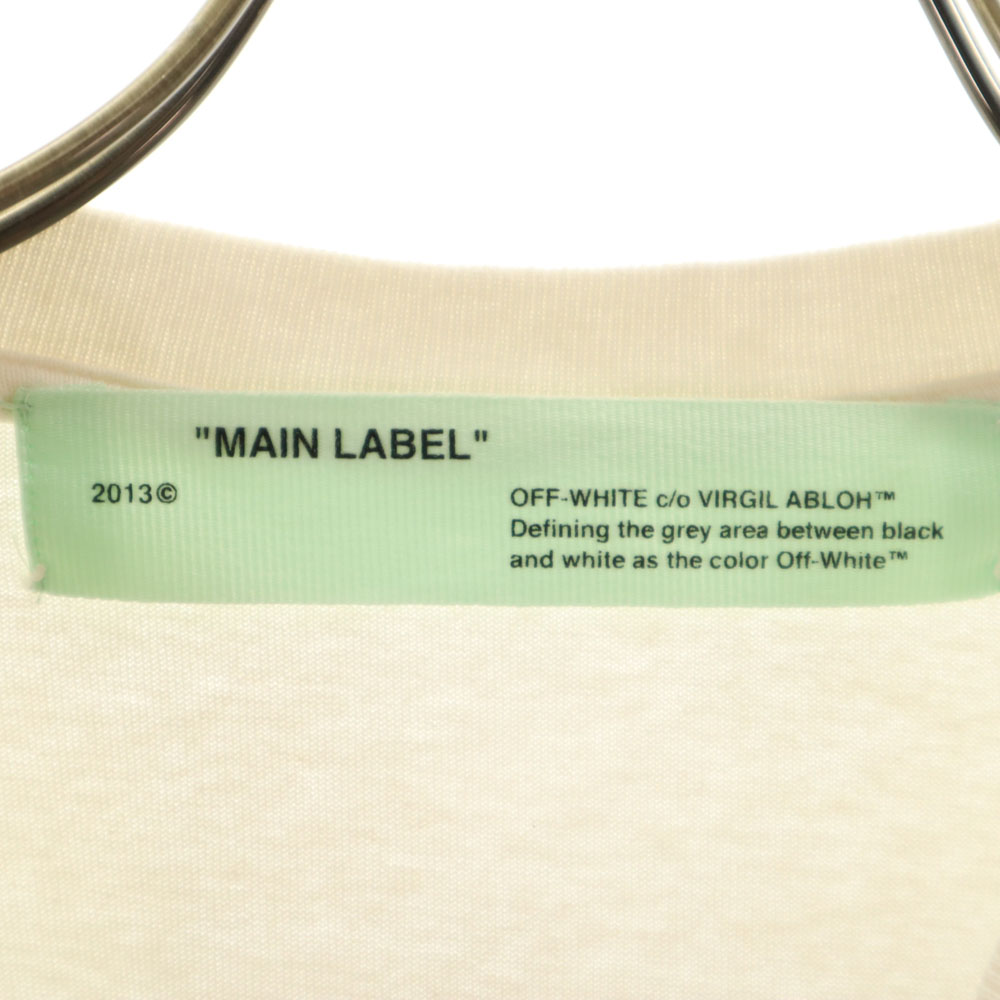 "MAIN LABEL"
2013©
OFF-WHITE c/o VIRGIL ABLOH™
Defining the grey area between black
and white as the color Off-White™